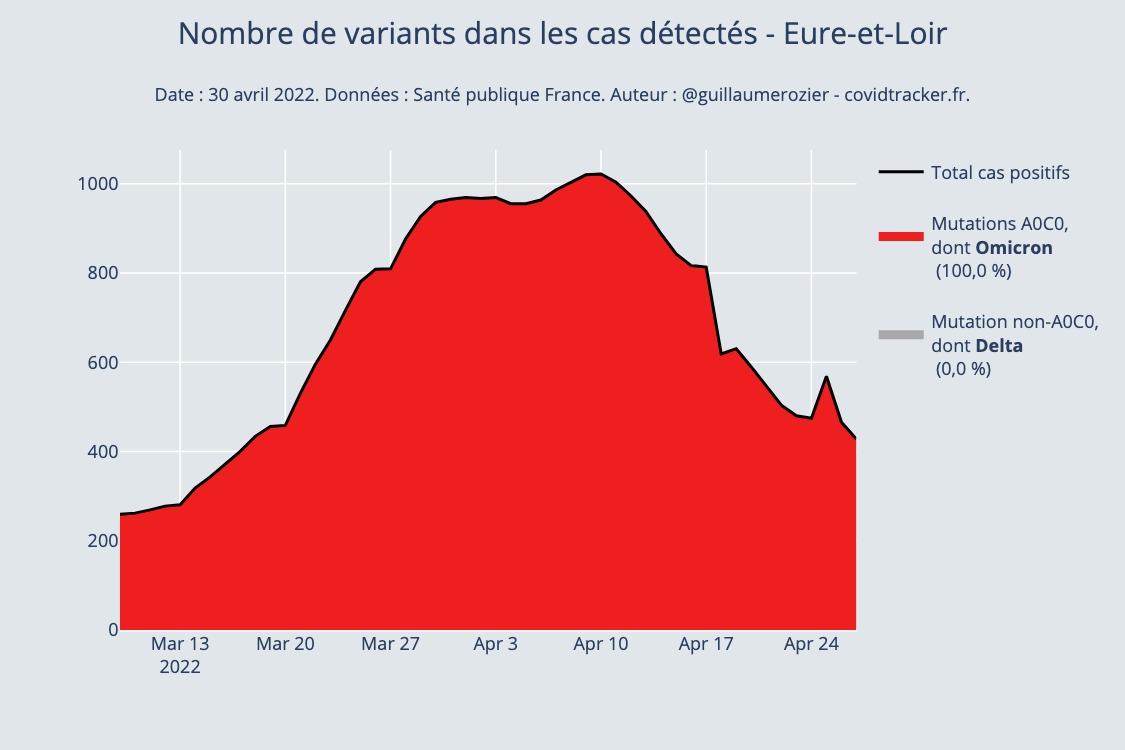 Nombre de variants dans les cas détectés - Eure-et-Loir
Date : 30 avril 2022. Données : Santé publique France. Auteur : @guillaumerozier - covidtracker.fr.
1000
800
600
400
200
0
Mar 13
2022
Mar 20
Mar 27
Apr 3
Apr 10
Apr 17
Apr 24
Total cas positifs
Mutations A0C0,
dont Omicron
(100,0 %)
Mutation non-A0C0,
dont Delta
(0,0 %)